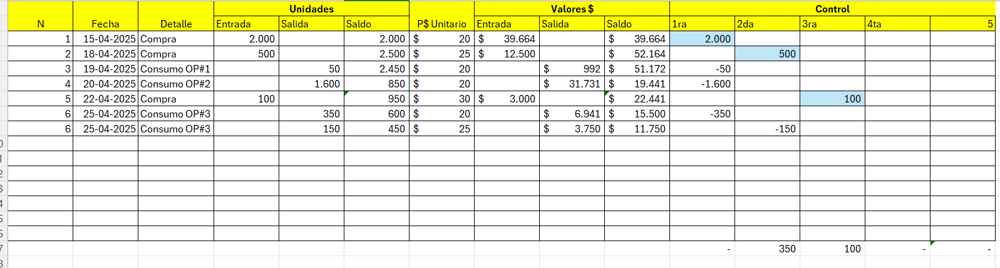 Unidades Valores $ Control
N Fecha Detalle Entrada Salida Saldo P$ Unitario Entrada Salida Saldo 1ra 2da 3ra 4ta 5
1 15-04-2025 Compra 2.000 2.000 $ 20 $ 39.664 $ 39.664 2.000
2 18-04-2025 Compra 500 2.500 $ 25 $ 12.500 $ 52.164 500
3 19-04-2025 Consumo OP#1 50 2.450 $ 20 $ 992 $ 51.172 -50
4 20-04-2025 Consumo OP#2 1.600 850 $ 20 $ 31.731 $ 19.441 -1.600
5 22-04-2025 Compra 100 950 $ 30 $ 3.000 $ 22.441 100
6 25-04-2025 Consumo OP#3 350 600 $ 20 $ 6.941 $ 15.500 -350
6 25-04-2025 Consumo OP#3 150 450 $ 25 $ 3.750 $ 11.750 -150
- 350 100 - -